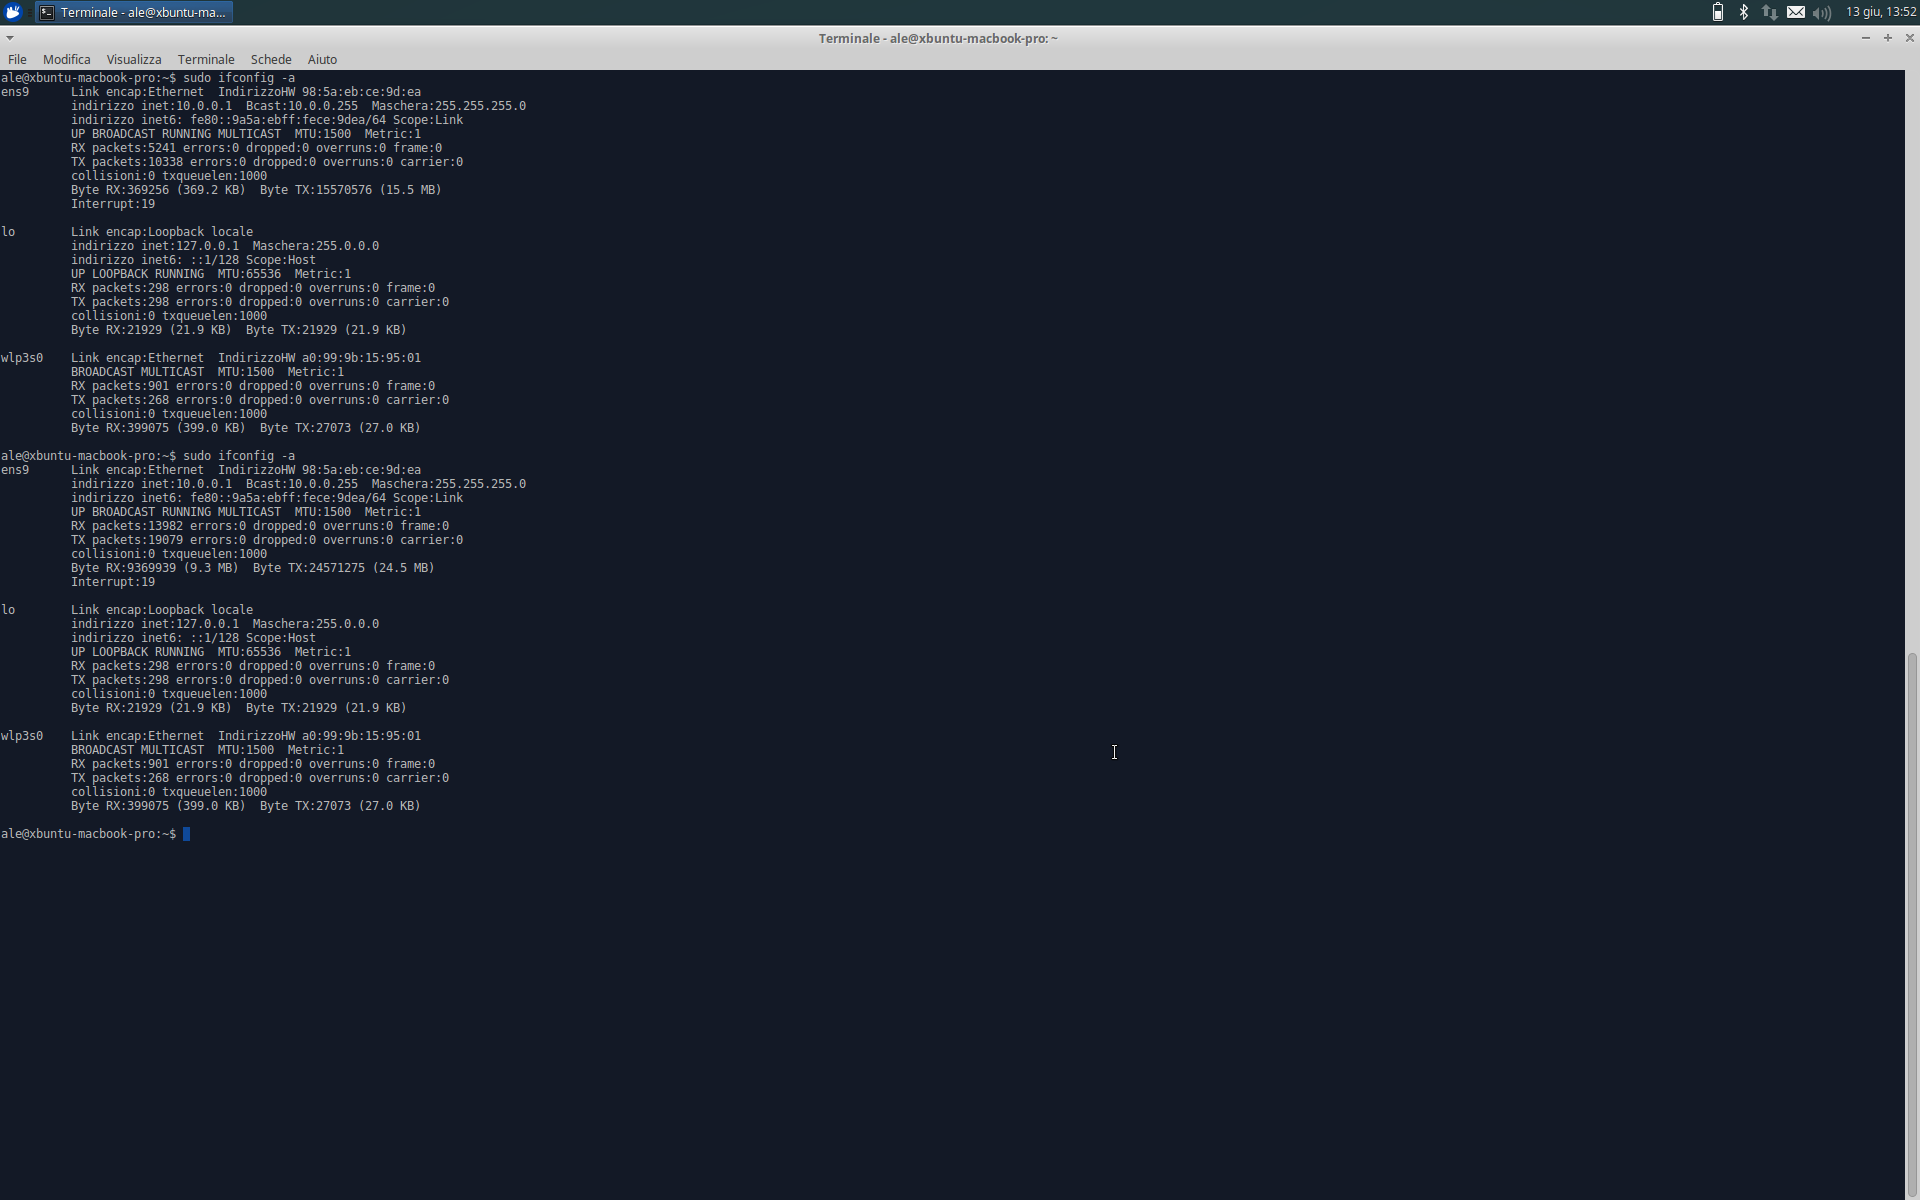 Terminale - ale@xbuntu-ma...
13 giu, 13:52
Terminale - ale@xbuntu-macbook-pro: ~
File Modifica Visualizza Terminale Schede Aiuto
ale@xbuntu-macbook-pro:~$ sudo ifconfig -a
ens9      Link encap:Ethernet  IndirizzoHW 98:5a:eb:ce:9d:ea
          indirizzo inet:10.0.0.1  Bcast:10.0.0.255  Maschera:255.255.255.0
          indirizzo inet6: fe80::9a5a:ebff:fece:9dea/64 Scope:Link
          UP BROADCAST RUNNING MULTICAST  MTU:1500  Metric:1
          RX packets:5241 errors:0 dropped:0 overruns:0 frame:0
          TX packets:10338 errors:0 dropped:0 overruns:0 carrier:0
          collisioni:0 txqueuelen:1000
          Byte RX:369256 (369.2 KB)  Byte TX:15570576 (15.5 MB)
          Interrupt:19

lo        Link encap:Loopback locale
          indirizzo inet:127.0.0.1  Maschera:255.0.0.0
          indirizzo inet6: ::1/128 Scope:Host
          UP LOOPBACK RUNNING  MTU:65536  Metric:1
          RX packets:298 errors:0 dropped:0 overruns:0 frame:0
          TX packets:298 errors:0 dropped:0 overruns:0 carrier:0
          collisioni:0 txqueuelen:1000
          Byte RX:21929 (21.9 KB)  Byte TX:21929 (21.9 KB)

wlp3s0    Link encap:Ethernet  IndirizzoHW a0:99:9b:15:95:01
          BROADCAST MULTICAST  MTU:1500  Metric:1
          RX packets:901 errors:0 dropped:0 overruns:0 frame:0
          TX packets:268 errors:0 dropped:0 overruns:0 carrier:0
          collisioni:0 txqueuelen:1000
          Byte RX:399075 (399.0 KB)  Byte TX:27073 (27.0 KB)

ale@xbuntu-macbook-pro:~$ sudo ifconfig -a
ens9      Link encap:Ethernet  IndirizzoHW 98:5a:eb:ce:9d:ea
          indirizzo inet:10.0.0.1  Bcast:10.0.0.255  Maschera:255.255.255.0
          indirizzo inet6: fe80::9a5a:ebff:fece:9dea/64 Scope:Link
          UP BROADCAST RUNNING MULTICAST  MTU:1500  Metric:1
          RX packets:13982 errors:0 dropped:0 overruns:0 frame:0
          TX packets:19079 errors:0 dropped:0 overruns:0 carrier:0
          collisioni:0 txqueuelen:1000
          Byte RX:9369939 (9.3 MB)  Byte TX:24571275 (24.5 MB)
          Interrupt:19

lo        Link encap:Loopback locale
          indirizzo inet:127.0.0.1  Maschera:255.0.0.0
          indirizzo inet6: ::1/128 Scope:Host
          UP LOOPBACK RUNNING  MTU:65536  Metric:1
          RX packets:298 errors:0 dropped:0 overruns:0 frame:0
          TX packets:298 errors:0 dropped:0 overruns:0 carrier:0
          collisioni:0 txqueuelen:1000
          Byte RX:21929 (21.9 KB)  Byte TX:21929 (21.9 KB)

wlp3s0    Link encap:Ethernet  IndirizzoHW a0:99:9b:15:95:01
          BROADCAST MULTICAST  MTU:1500  Metric:1
          RX packets:901 errors:0 dropped:0 overruns:0 frame:0
          TX packets:268 errors:0 dropped:0 overruns:0 carrier:0
          collisioni:0 txqueuelen:1000
          Byte RX:399075 (399.0 KB)  Byte TX:27073 (27.0 KB)

ale@xbuntu-macbook-pro:~$